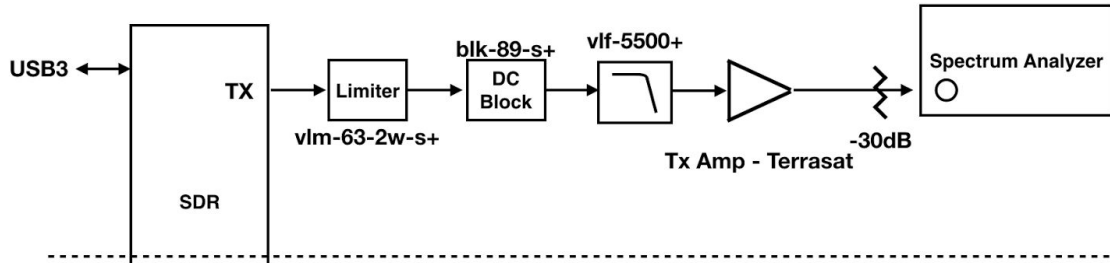 USB3
TX
SDR
Limiter
vlm-63-2w-s+
blk-89-s+
DC
Block
vlf-5500+
Tx Amp - Terrasat
-30dB
Spectrum Analyzer